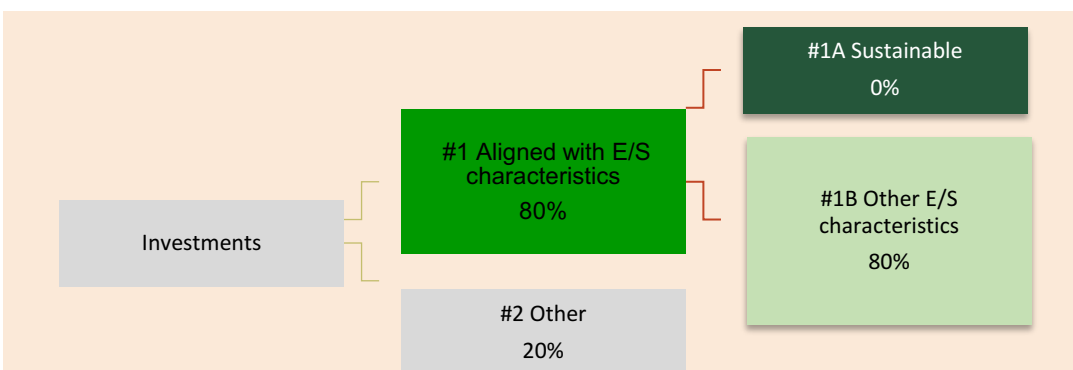 Investments
#1 Aligned with E/S
characteristics
80%
#2 Other
20%
#1A Sustainable
0%
#1B Other E/S
characteristics
80%